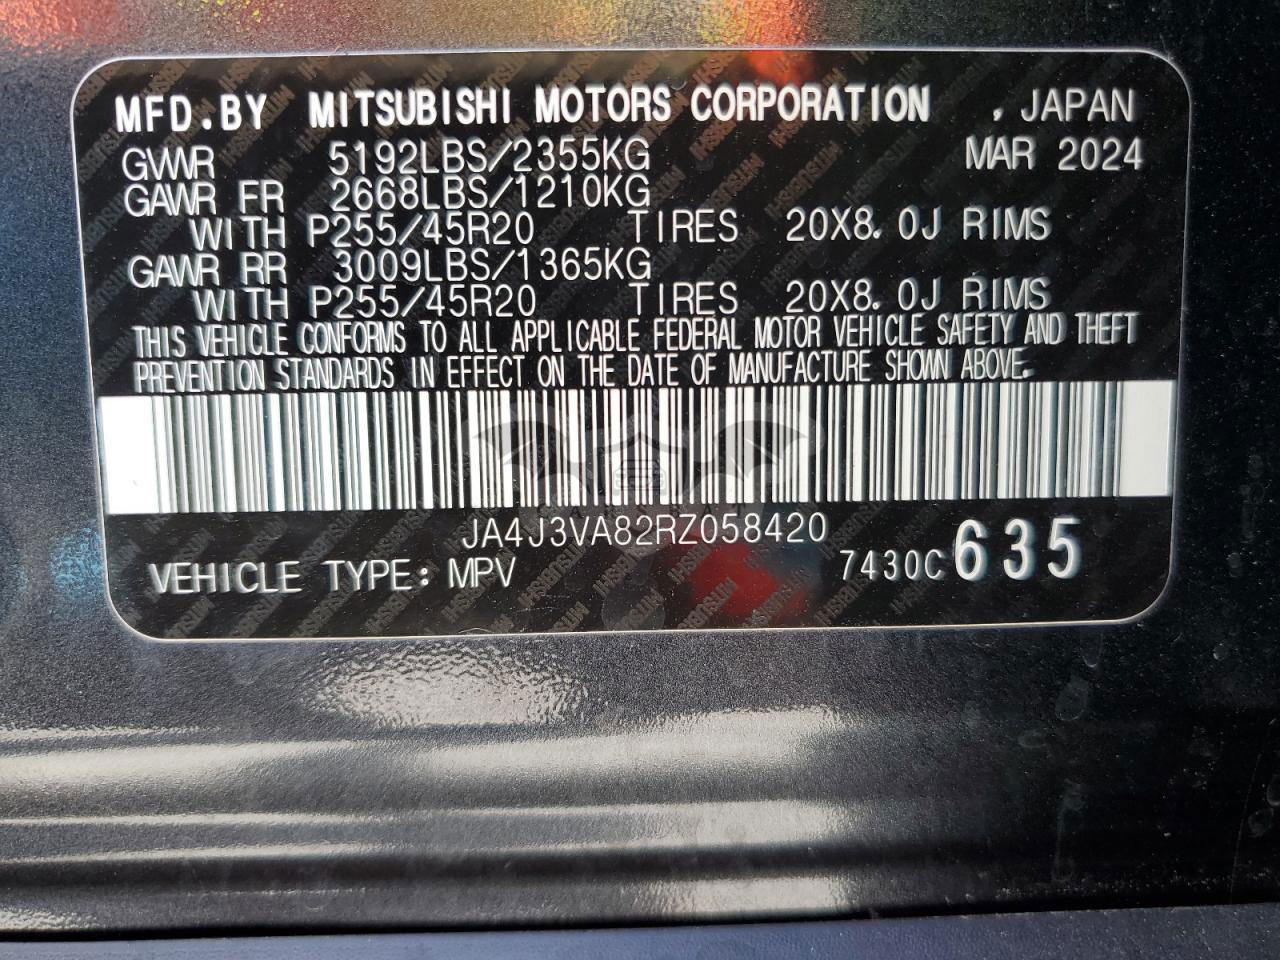 MFD.BY MITSUBISHI MOTORS CORPORATION , JAPAN
GVWR 5192LBS/2355KG MAR 2024
GAWR FR 2668LBS/1210KG
WITH P255/45R20 TIRES 20X8.0J RIMS
GAWR RR 3009LBS/1365KG
WITH P255/45R20 TIRES 20X8.0J RIMS
THIS VEHICLE CONFORMS TO ALL APPLICABLE FEDERAL MOTOR VEHICLE SAFETY AND THEFT
PREVENTION STANDARDS IN EFFECT ON THE DATE OF MANUFACTURE SHOWN ABOVE.
JA4J3VA82RZ058420
VEHICLE TYPE: MPV 7430C 635